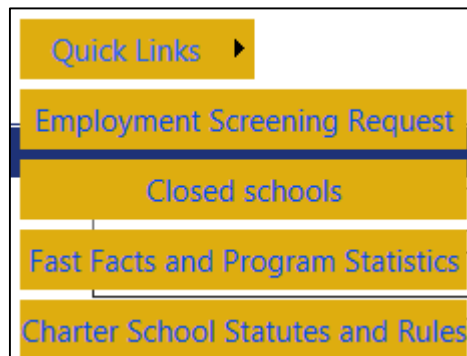 Quick Links
Employment Screening Request
Closed schools
Fast Facts and Program Statistics
Charter School Statutes and Rules